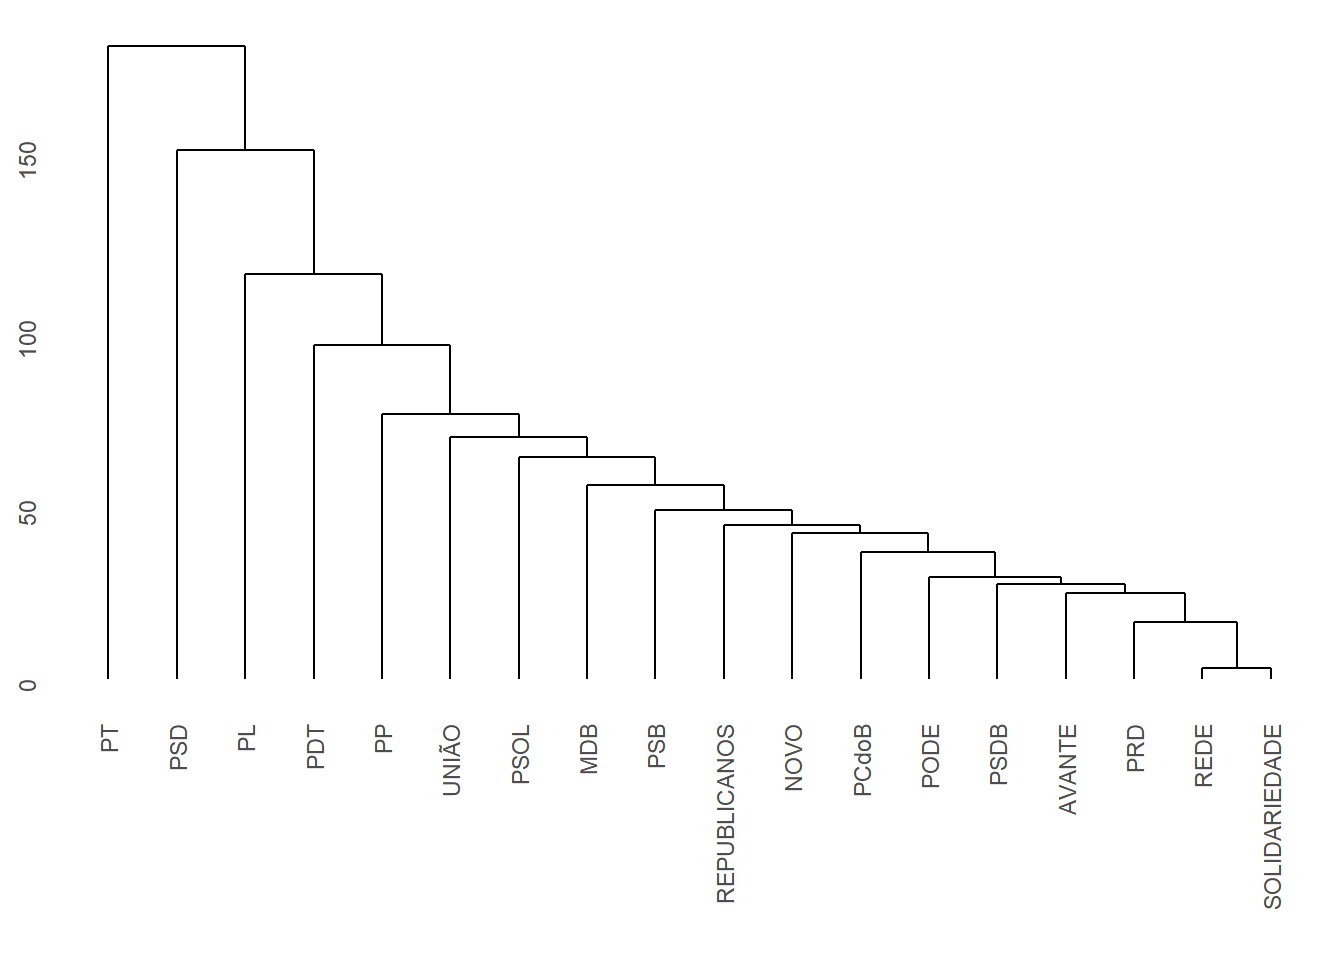 150
100
50
0
PT
PSD
PL
PDT
PP
UNIÃO
PSOL
MDB
PSB
REPUBLICANOS
NOVO
PCdoB
PODE
PSDB
AVANTE
PRD
REDE
SOLIDARIEDADE